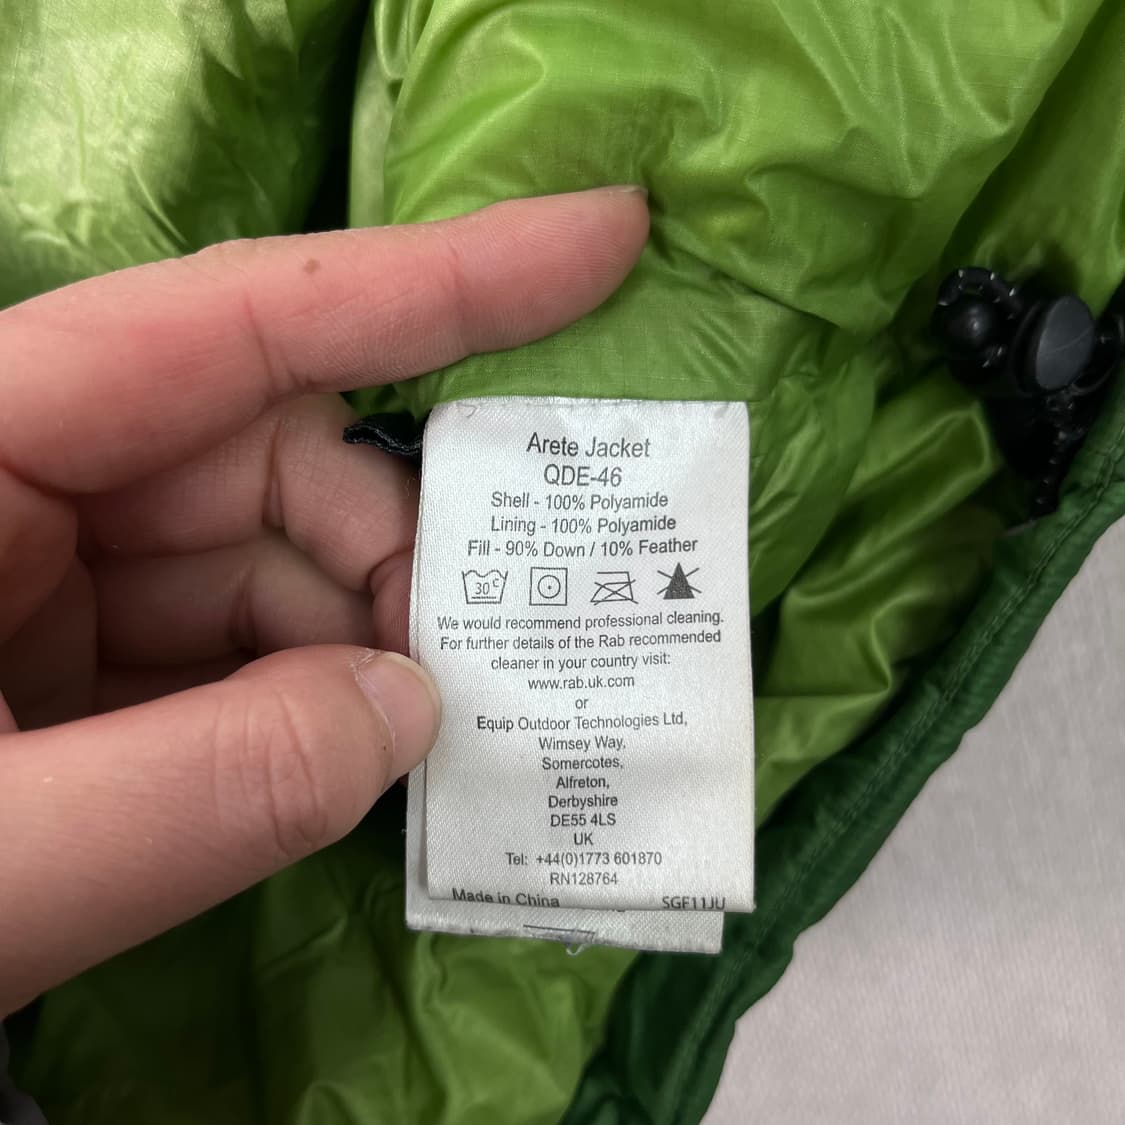 Arete Jacket
QDE-46
Shell - 100% Polyamide
Lining - 100% Polyamide
Fill - 90% Down / 10% Feather
30°C
We would recommend professional cleaning.
For further details of the Rab recommended
cleaner in your country visit:
www.rab.uk.com
or
Equip Outdoor Technologies Ltd,
Wimsey Way,
Somercotes,
Alfreton,
Derbyshire
DE55 4LS
UK
Tel: +44(0)1773 601870
RN128764
Made in China SGF11JU